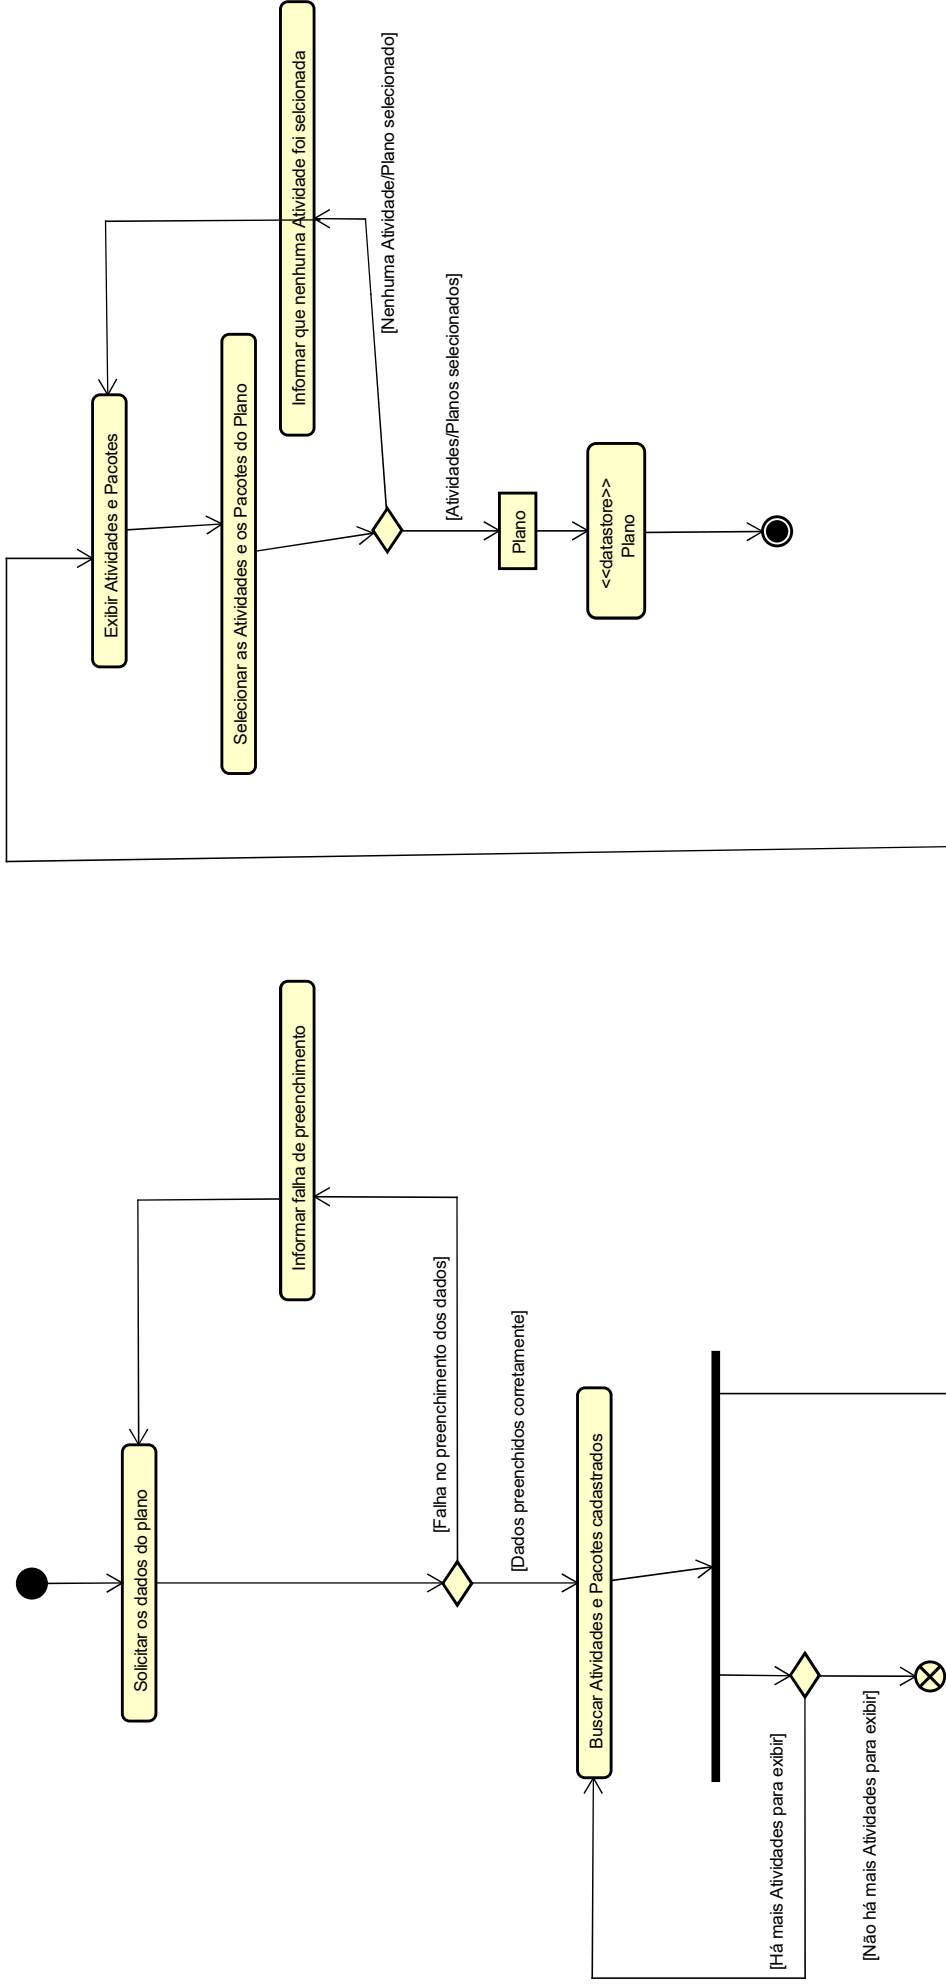 Solicitar os dados do plano
Informar falha de preenchimento
[Falha no preenchimento dos dados]
[Dados preenchidos corretamente]
Buscar Atividades e Pacotes cadastrados
[Há mais Atividades para exibir]
[Não há mais Atividades para exibir]
Exibir Atividades e Pacotes
Selecionar as Atividades e os Pacotes do Plano
Informar que nenhuma Atividade foi selcionada
[Nenhuma Atividade/Plano selecionado]
[Atividades/Planos selecionados]
Plano
<<datastore>>
Plano